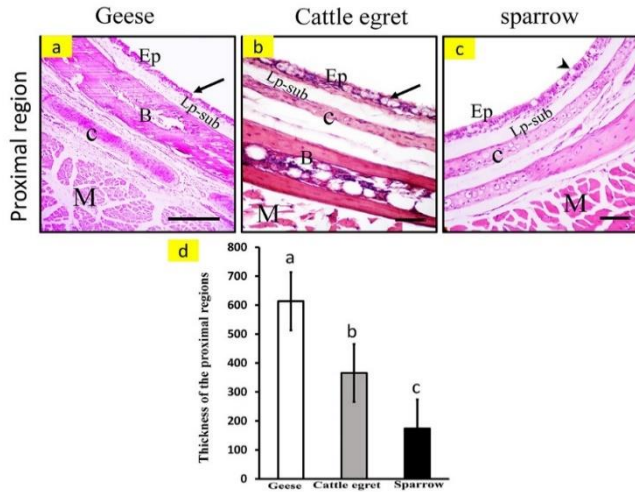 Geese
Cattle egret
sparrow
Proximal region
a
Ep
Lp-sub
B
c
M
b
Ep
Lp-sub
c
B
M
c
Ep
Lp-sub
c
M
d
Thickness of the proximal regions
800
700
600
500
400
300
200
100
0
a
b
c
Geese
Cattle egret
Sparrow